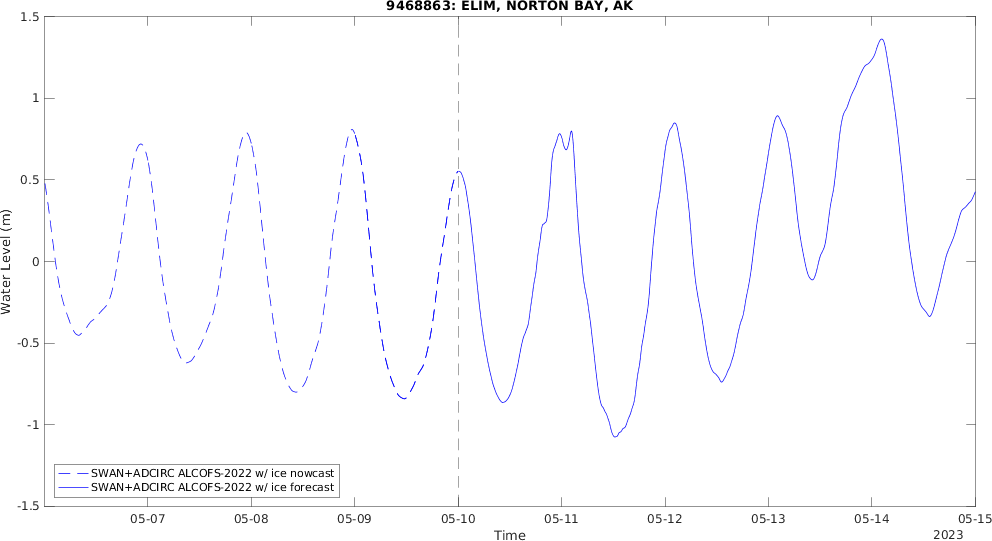 9468863: ELIM, NORTON BAY, AK
1.5
1
0.5
0
-0.5
-1
-1.5
Water Level (m)
SWAN+ADCIRC ALCOFS-2022 w/ ice nowcast
SWAN+ADCIRC ALCOFS-2022 w/ ice forecast
05-07 05-08 05-09 05-10 05-11 05-12 05-13 05-14 05-15
Time
2023